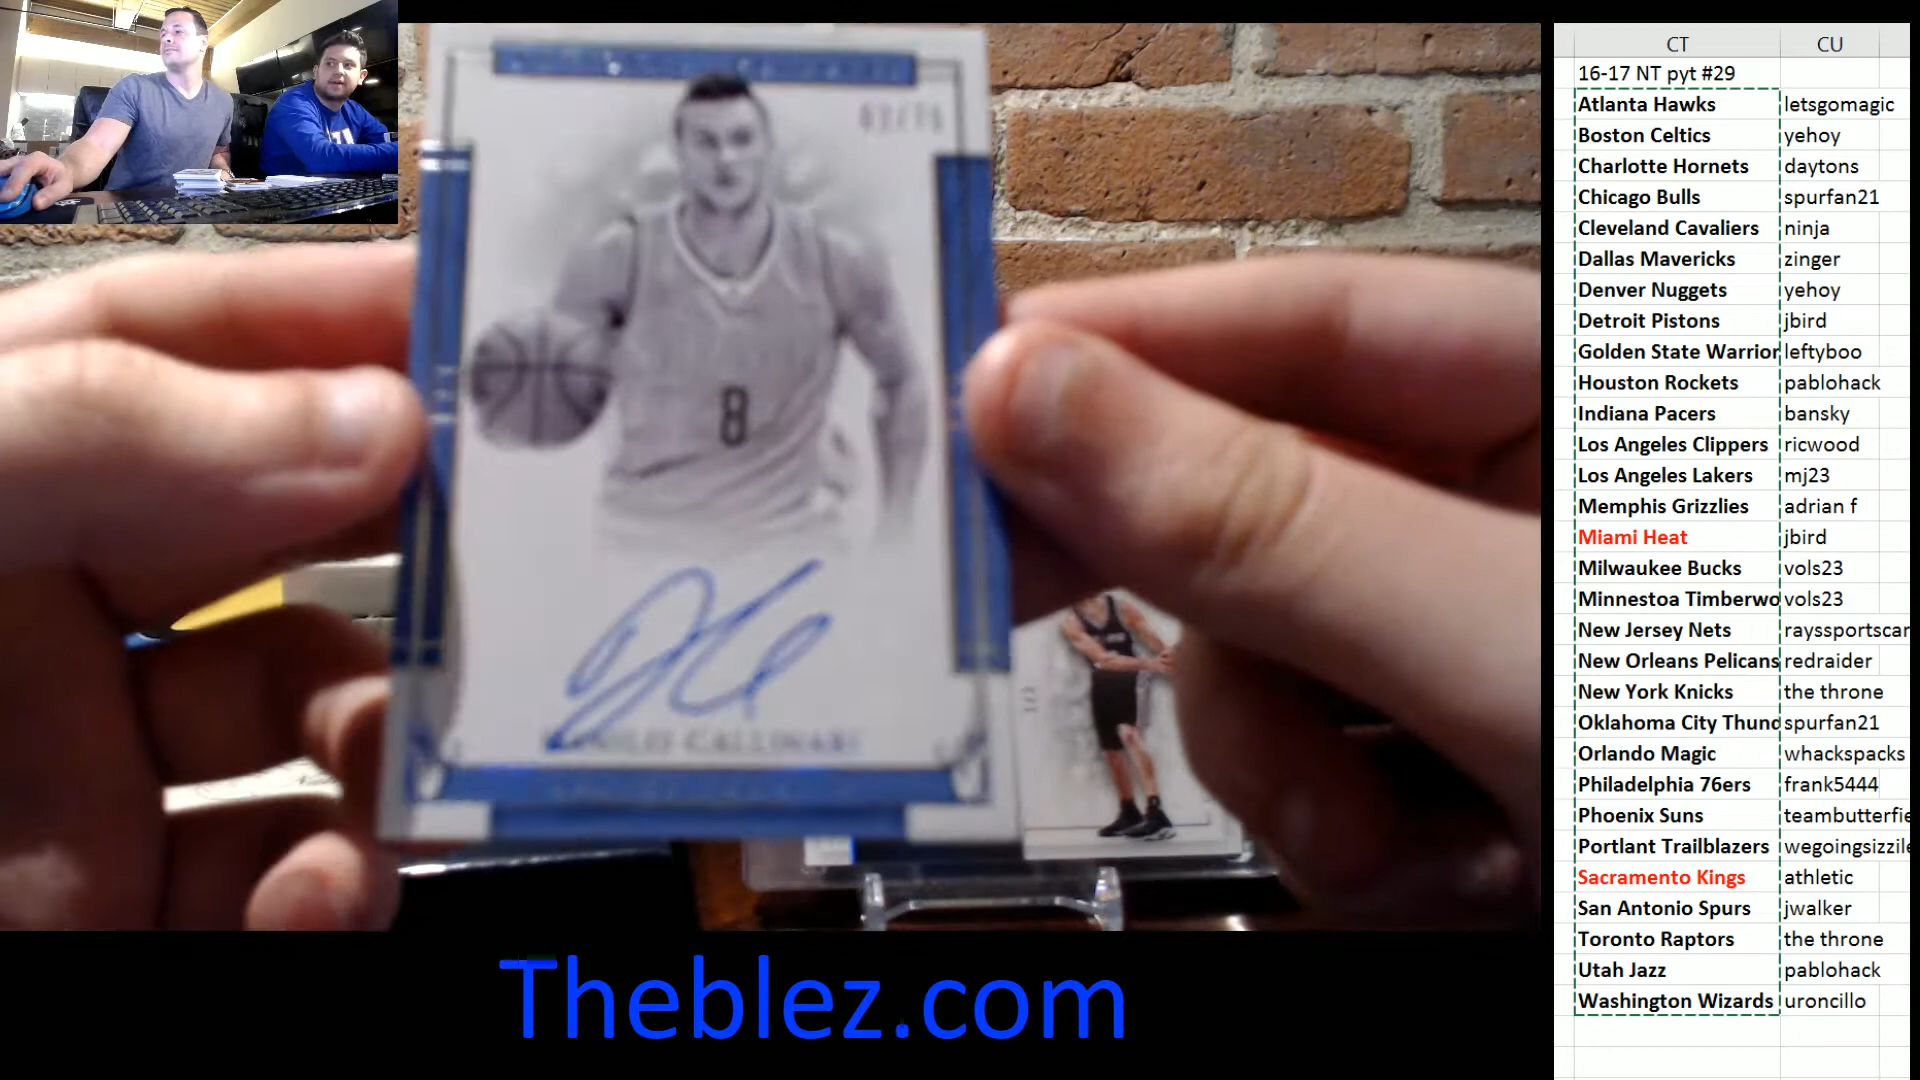 CT CU
16-17 NT pyt #29
Atlanta Hawks letsgomagic
Boston Celtics yehoy
Charlotte Hornets daytons
Chicago Bulls spurfan21
Cleveland Cavaliers ninja
Dallas Mavericks zinger
Denver Nuggets yehoy
Detroit Pistons jbird
Golden State Warrior leftyboo
Houston Rockets pablohack
Indiana Pacers bansky
Los Angeles Clippers ricwood
Los Angeles Lakers mj23
Memphis Grizzlies adrian f
Miami Heat jbird
Milwaukee Bucks vols23
Minnestoa Timberwo vols23
New Jersey Nets rayssportscar
New Orleans Pelicans redraider
New York Knicks the throne
Oklahoma City Thund spurfan21
Orlando Magic whackspacks
Philadelphia 76ers frank5444
Phoenix Suns teambutterfie
Portlant Trailblazers wegoingsizzile
Sacramento Kings athletic
San Antonio Spurs jwalker
Toronto Raptors the throne
Utah Jazz pablohack
Washington Wizards uroncillo
8
Theblez.com